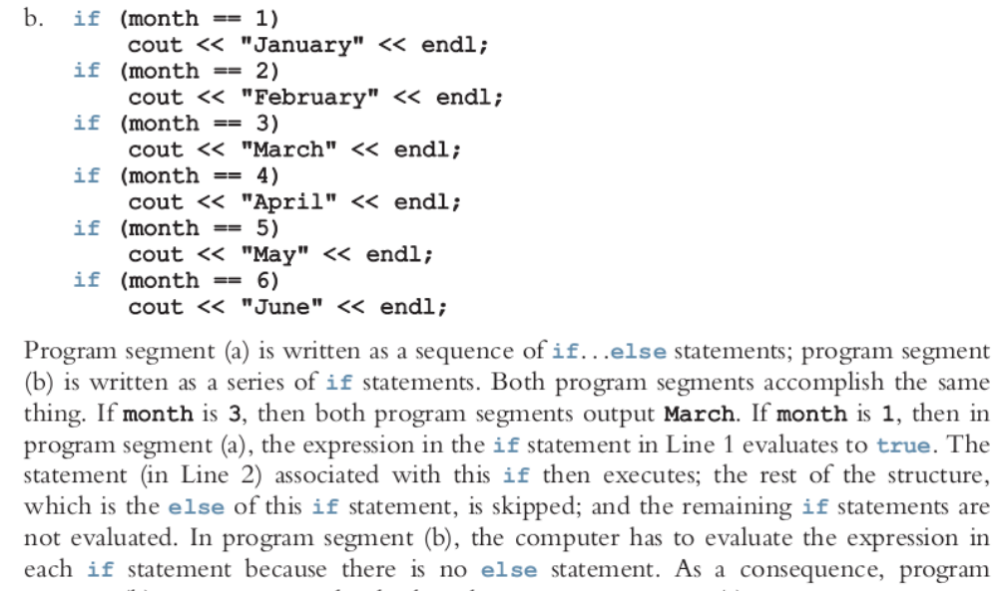 b. if (month == 1)
cout << "January" << endl;
if (month == 2)
cout << "February" << endl;
if (month == 3)
cout << "March" << endl;
if (month == 4)
cout << "April" << endl;
if (month == 5)
cout << "May" << endl;
if (month == 6)
cout << "June" << endl;
Program segment (a) is written as a sequence of if...else statements; program segment
(b) is written as a series of if statements. Both program segments accomplish the same
thing. If month is 3, then both program segments output March. If month is 1, then in
program segment (a), the expression in the if statement in Line 1 evaluates to true. The
statement (in Line 2) associated with this if then executes; the rest of the structure,
which is the else of this if statement, is skipped; and the remaining if statements are
not evaluated. In program segment (b), the computer has to evaluate the expression in
each if statement because there is no else statement. As a consequence, program